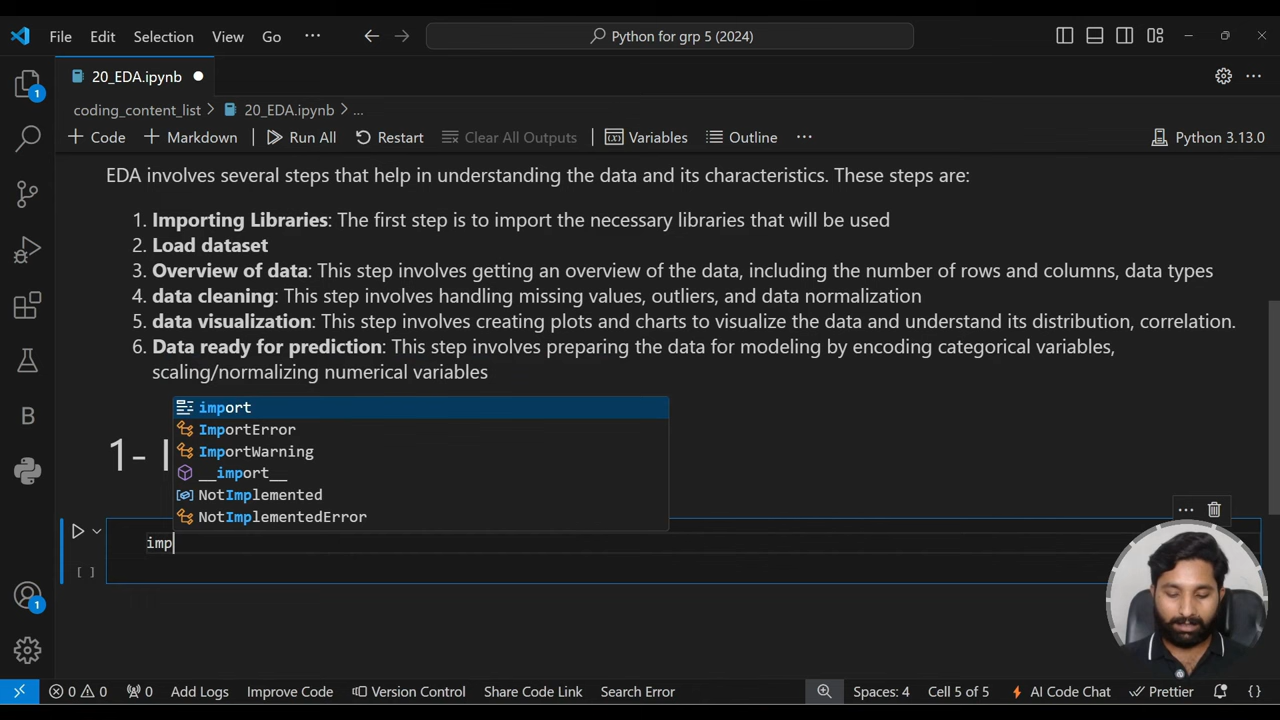 File Edit Selection View Go ··· Python for grp 5 (2024)
20_EDA.ipynb
coding_content_list > 20_EDA.ipynb > ...
+ Code + Markdown Run All Restart Clear All Outputs Variables Outline ··· Python 3.13.0
EDA involves several steps that help in understanding the data and its characteristics. These steps are:
1. Importing Libraries: The first step is to import the necessary libraries that will be used
2. Load dataset
3. Overview of data: This step involves getting an overview of the data, including the number of rows and columns, data types
4. data cleaning: This step involves handling missing values, outliers, and data normalization
5. data visualization: This step involves creating plots and charts to visualize the data and understand its distribution, correlation.
6. Data ready for prediction: This step involves preparing the data for modeling by encoding categorical variables,
scaling/normalizing numerical variables
import
ImportError
ImportWarning
__import__
NotImplemented
NotImplementedError
1-
imp
[ ]
B
1
1
0 0 0 Add Logs Improve Code Version Control Share Code Link Search Error Spaces: 4 Cell 5 of 5 AI Code Chat Prettier {}